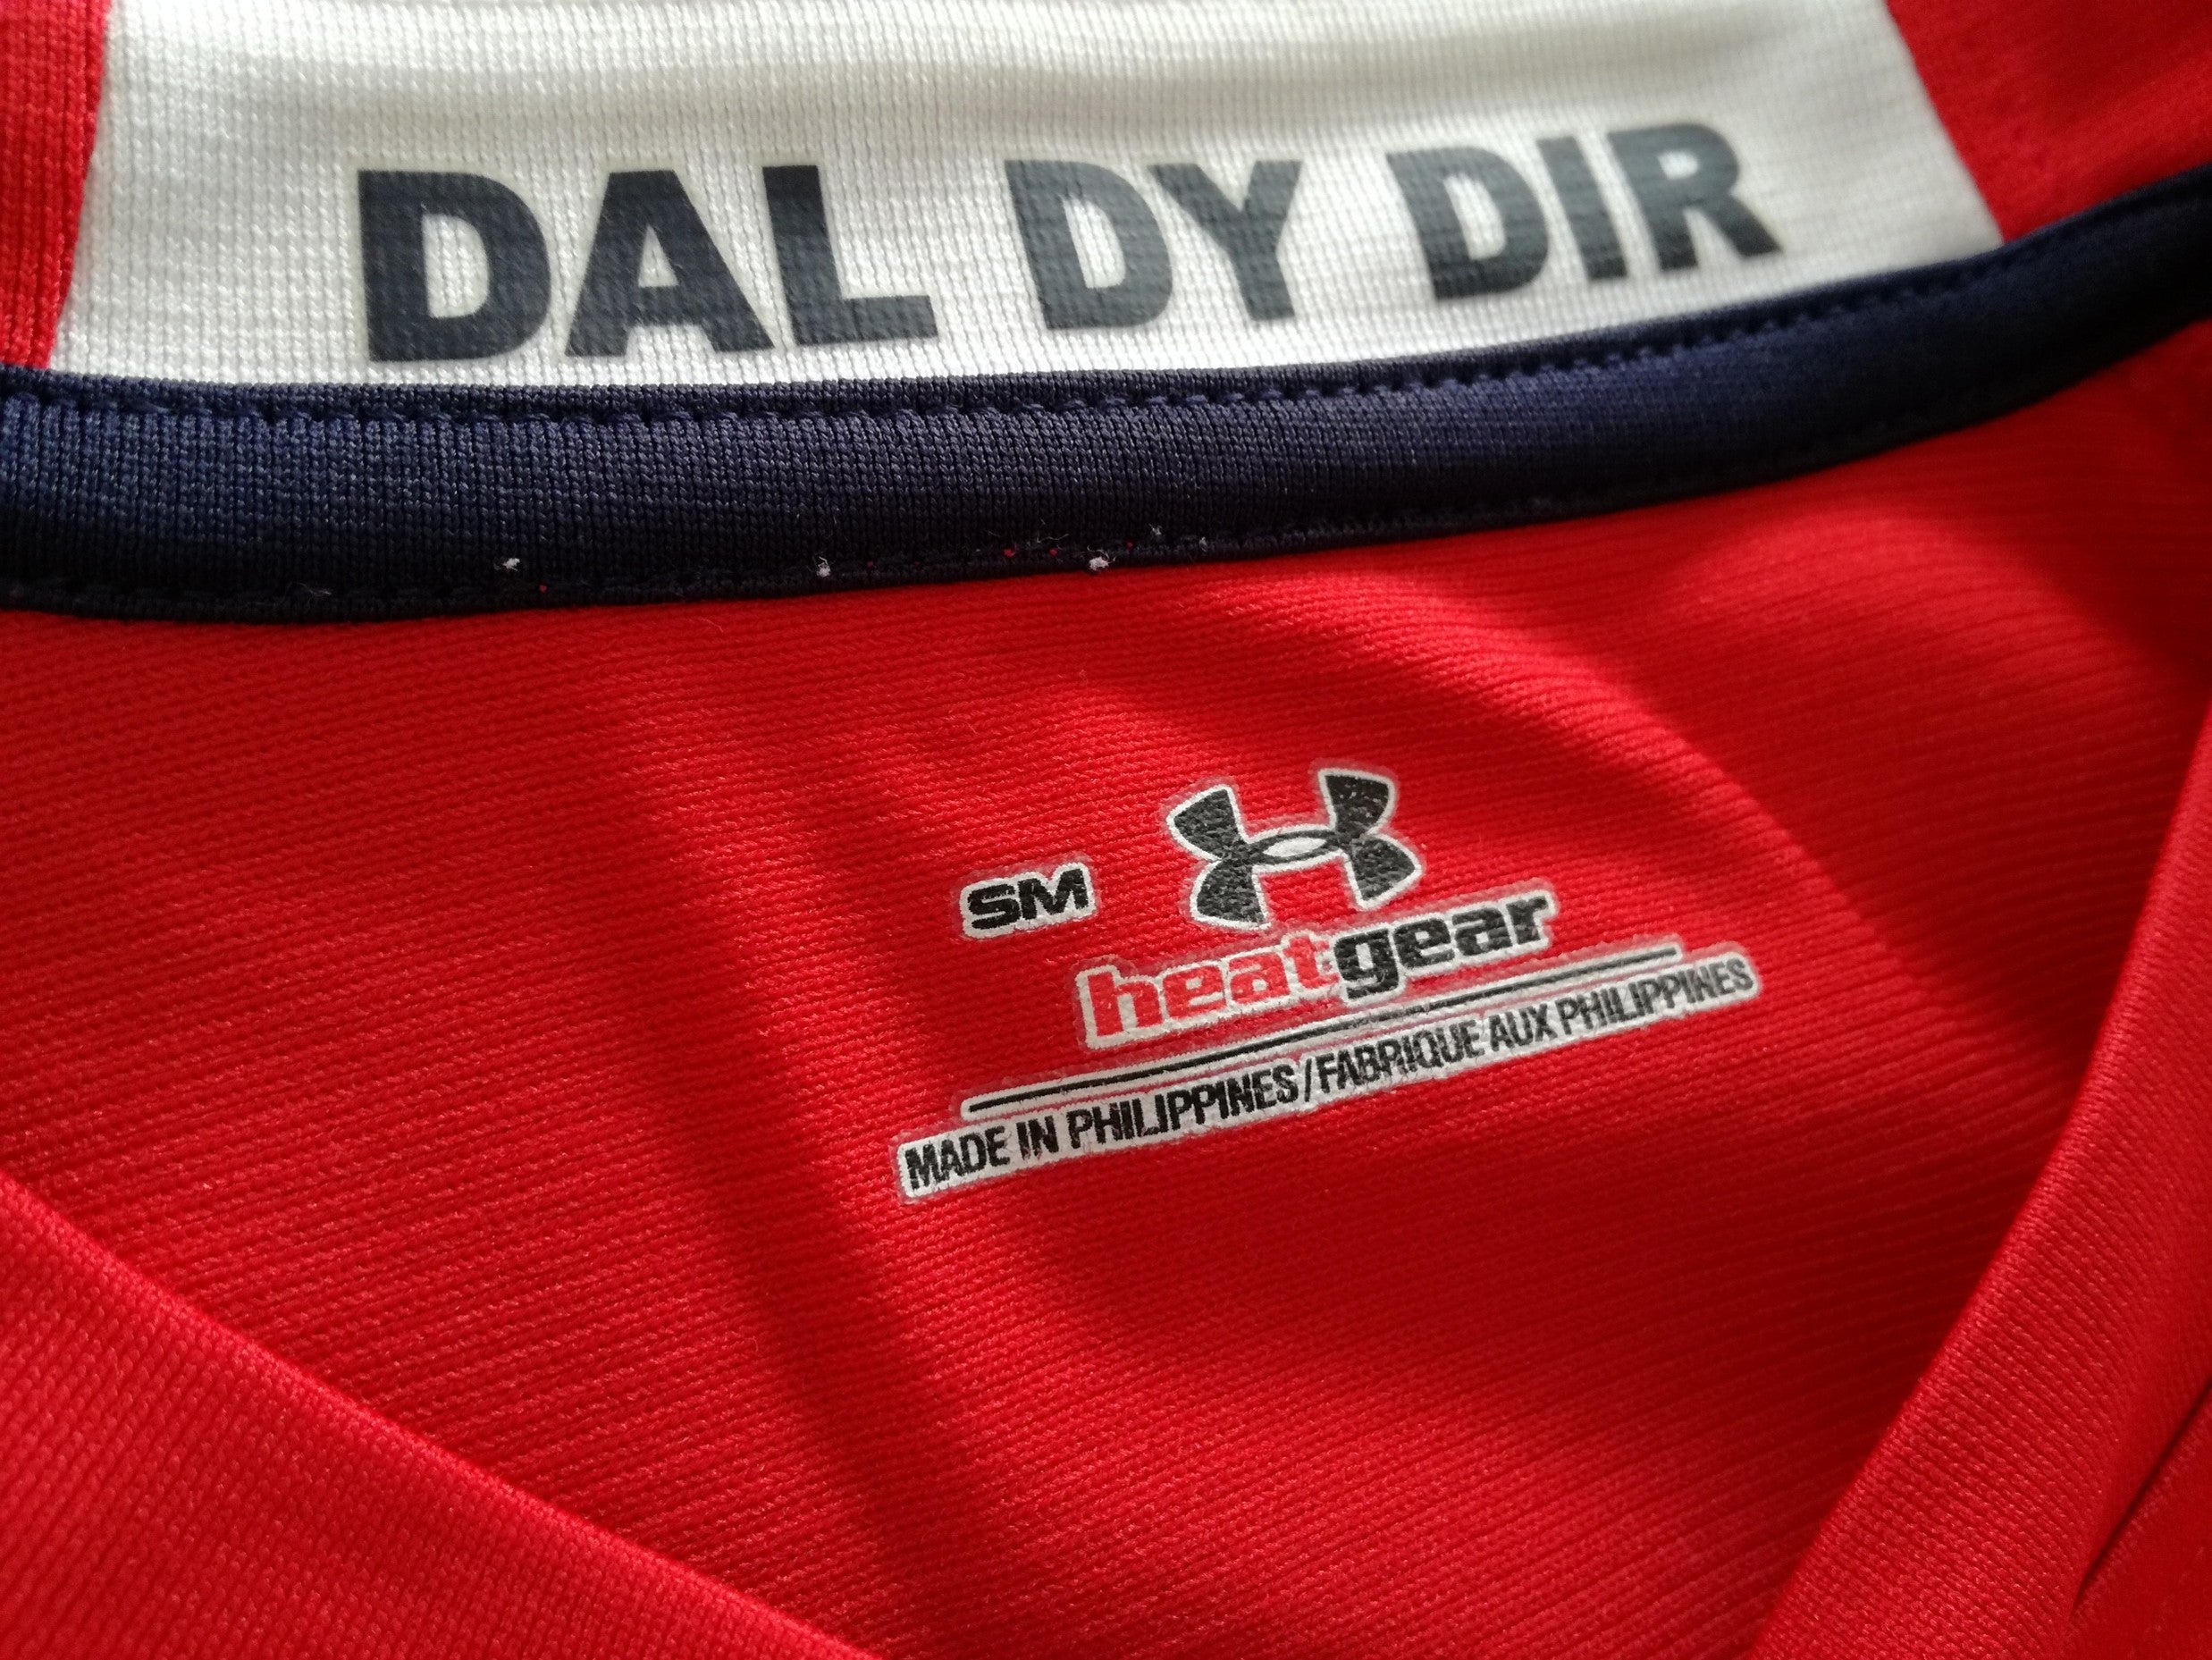 DAL DY DIR
SM
heatgear
MADE IN PHILIPPINES/FABRIQUE AUX PHILIPPINES